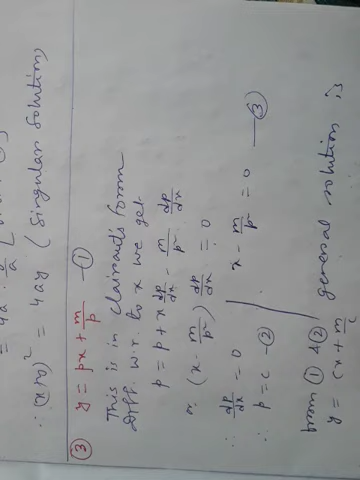 = 4a · a/a [
∴ (x+a)² = 4ay (Singular Solution)
③ y = px + m/p —①
This is in Clairaut's Form
Diff. w.r. to x we get
p = p + x dp/dx - m/p² dp/dx
or (x - m/p²) dp/dx = 0
∴ dp/dx = 0 x - m/p² = 0 —③
∴ p = c —②
from ① & ② general solution is
y = cx + m/c